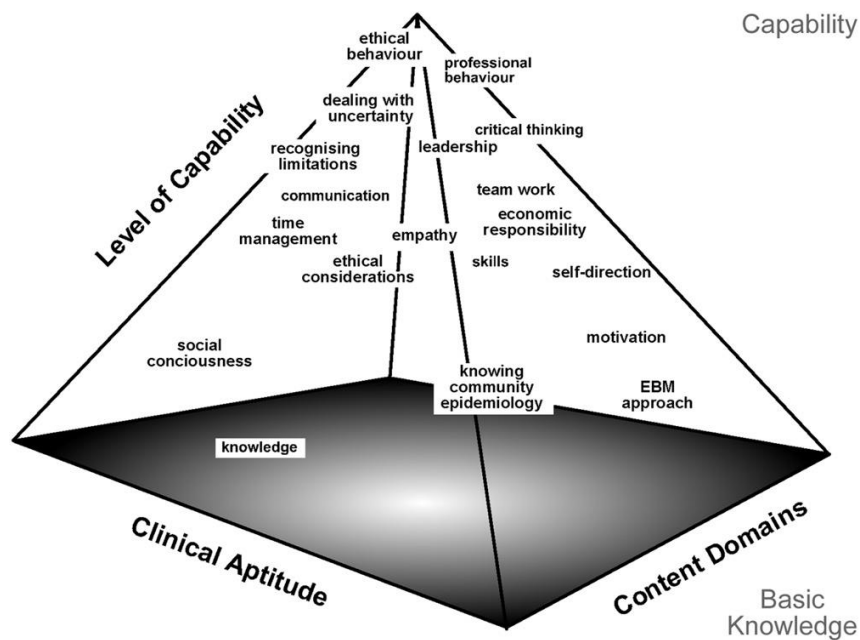 Capability
ethical
behaviour
professional
behaviour
dealing with
uncertainty
critical thinking
leadership
recognising
limitations
Level of Capability
communication
team work
economic
responsibility
time
management
empathy
ethical
considerations
skills
self-direction
motivation
social
conciousness
knowing
community
epidemiology
EBM
approach
knowledge
Clinical Aptitude
Content Domains
Basic
Knowledge